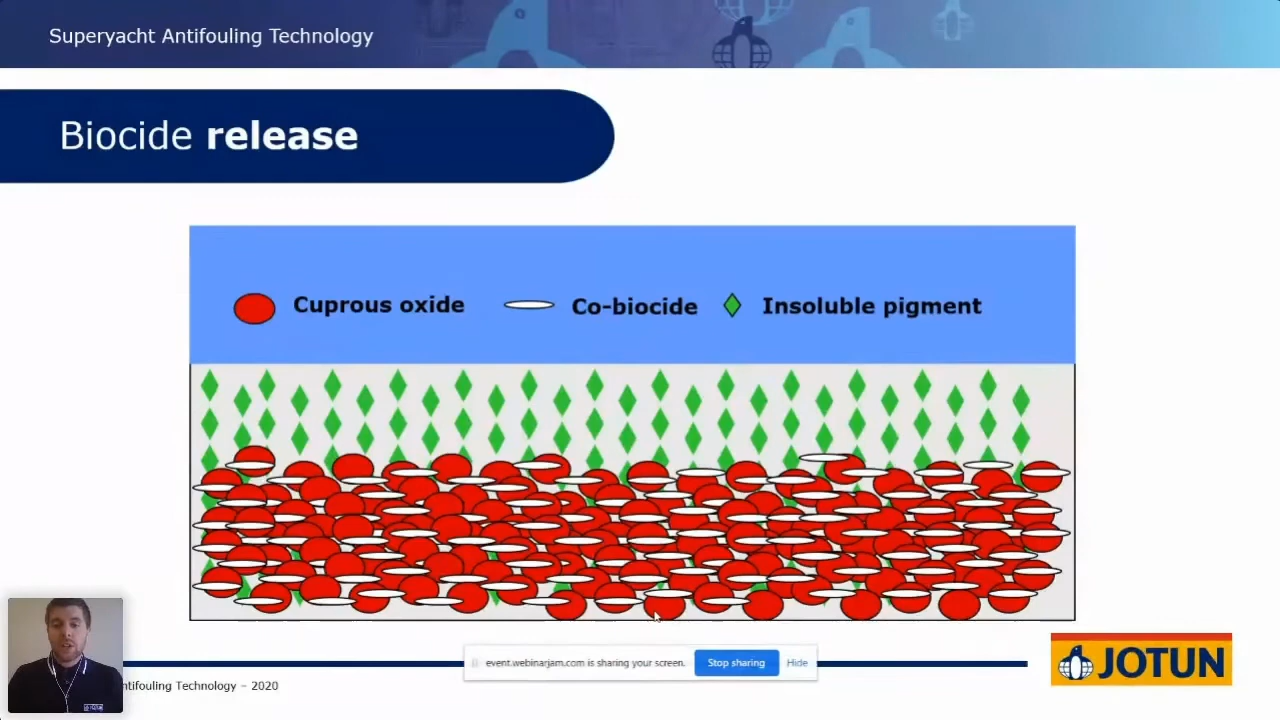 Superyacht Antifouling Technology
Biocide release
Cuprous oxide Co-biocide Insoluble pigment
event.webinarjam.com is sharing your screen. Stop sharing Hide
JOTUN
ntifouling Technology - 2020